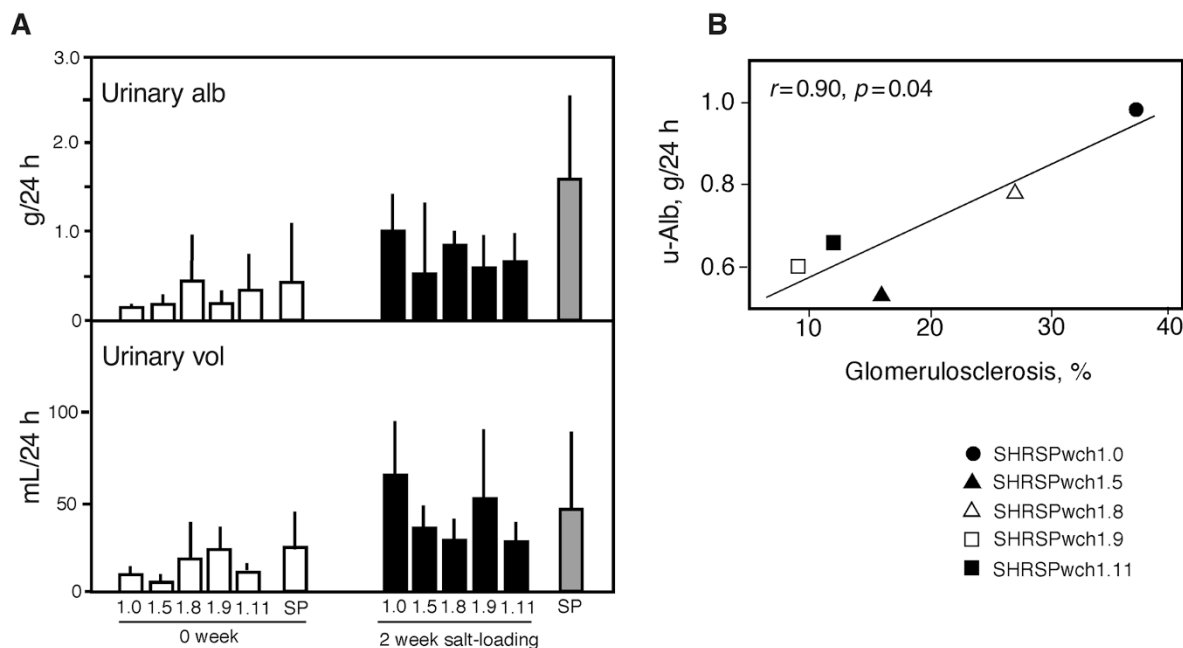 A
3.0
2.0
1.0
0
g/24 h
Urinary alb
Urinary vol
100
50
0
mL/24 h
1.0 1.5 1.8 1.9 1.11 SP
0 week
1.0 1.5 1.8 1.9 1.11 SP
2 week salt-loading
B
r=0.90, p=0.04
1.0
0.8
0.6
u-Alb, g/24 h
10 20 30 40
Glomerulosclerosis, %
SHRSPwch1.0
SHRSPwch1.5
SHRSPwch1.8
SHRSPwch1.9
SHRSPwch1.11